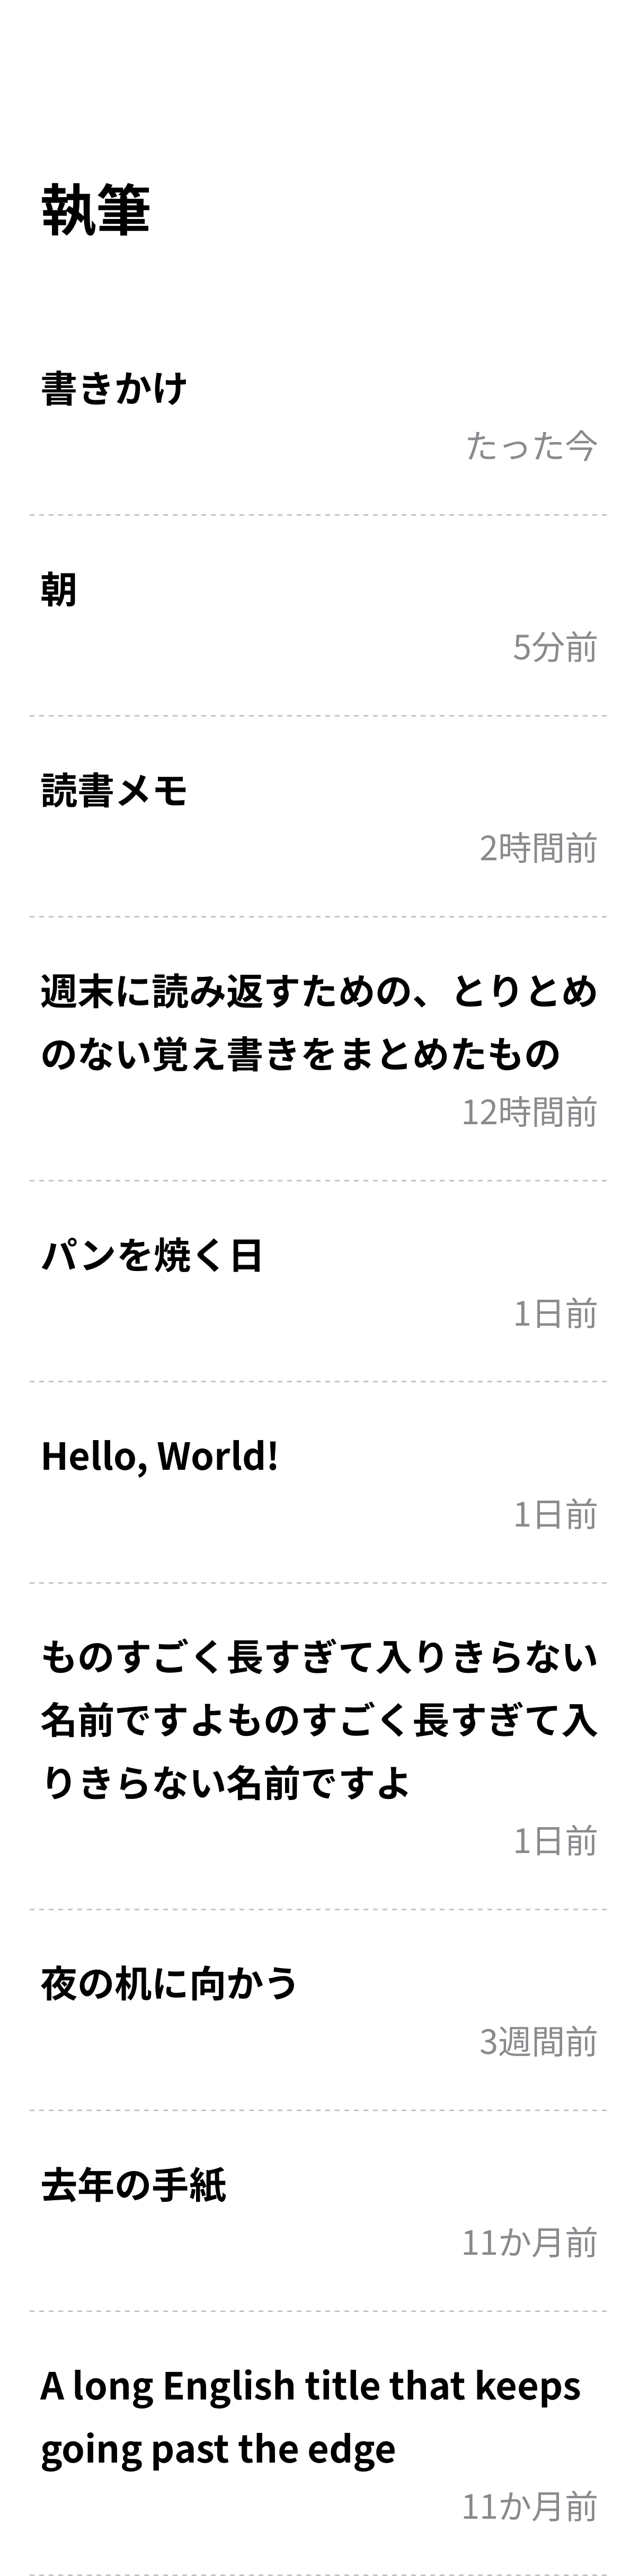 執筆
書きかけ
たった今
朝
5分前
読書メモ
2時間前
週末に読み返すための、とりとめ
のない覚え書きをまとめたもの
12時間前
パンを焼く日
1日前
Hello, World!
1日前
ものすごく長すぎて入りきらない
名前ですよものすごく長すぎて入
りきらない名前ですよ
1日前
夜の机に向かう
3週間前
去年の手紙
11か月前
A long English title that keeps
going past the edge
11か月前